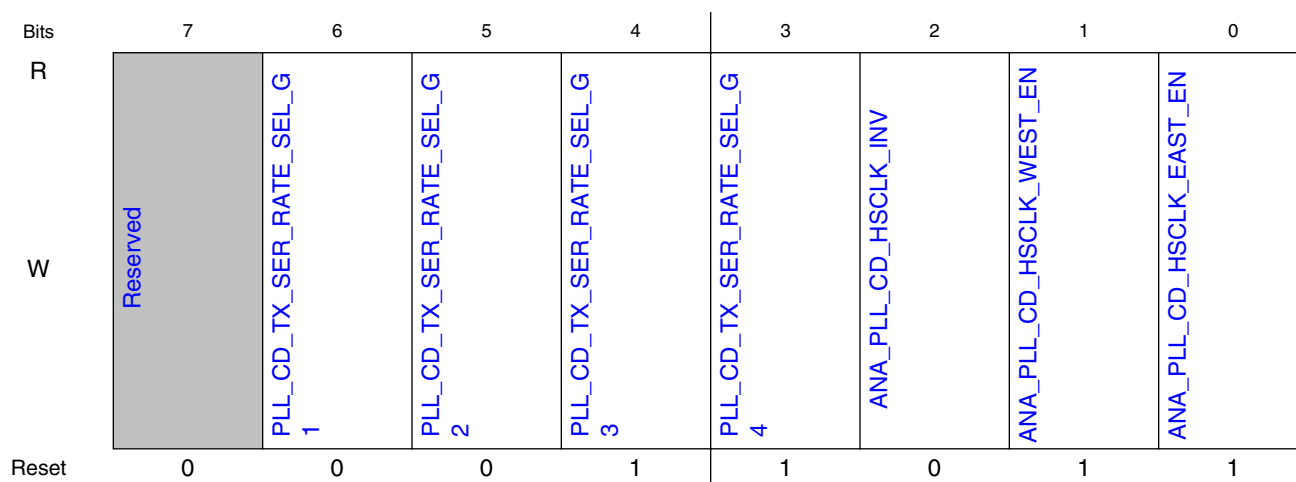 Bits 7 6 5 4 3 2 1 0
R
W
Reserved
PLL_CD_TX_SER_RATE_SEL_G
1
PLL_CD_TX_SER_RATE_SEL_G
2
PLL_CD_TX_SER_RATE_SEL_G
3
PLL_CD_TX_SER_RATE_SEL_G
4
ANA_PLL_CD_HSCLK_INV
ANA_PLL_CD_HSCLK_WEST_EN
ANA_PLL_CD_HSCLK_EAST_EN
Reset 0 0 0 1 1 0 1 1